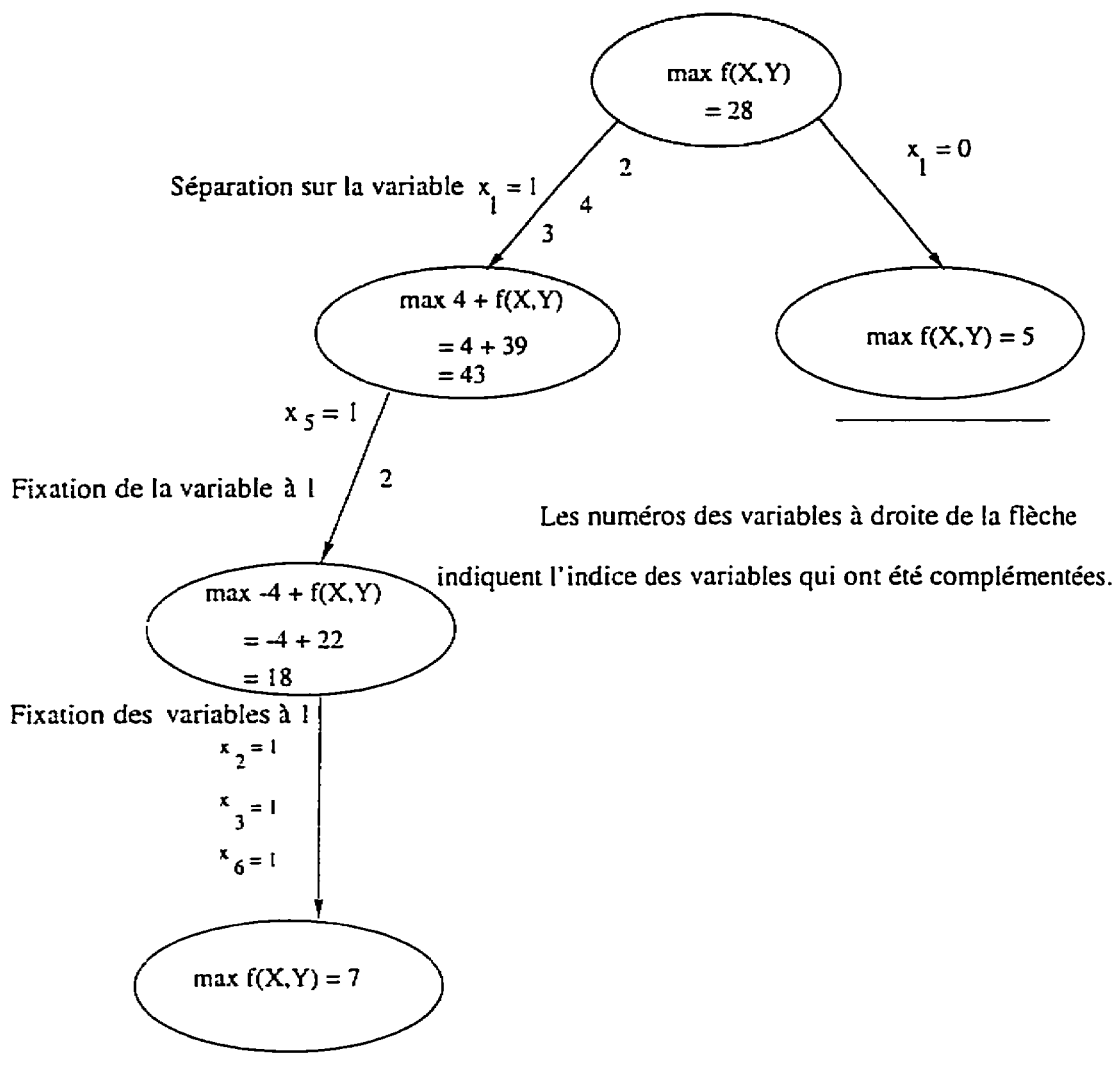 max f(X,Y)
= 28
x1 = 0
2
Séparation sur la variable x1 = 1
4
3
max 4 + f(X,Y)
= 4 + 39
= 43
max f(X,Y) = 5
x5 = 1
2
Fixation de la variable à 1
Les numéros des variables à droite de la flèche
indiquent l'indice des variables qui ont été complémentées.
max -4 + f(X,Y)
= -4 + 22
= 18
Fixation des variables à 1
x2 = 1
x3 = 1
x6 = 1
max f(X,Y) = 7